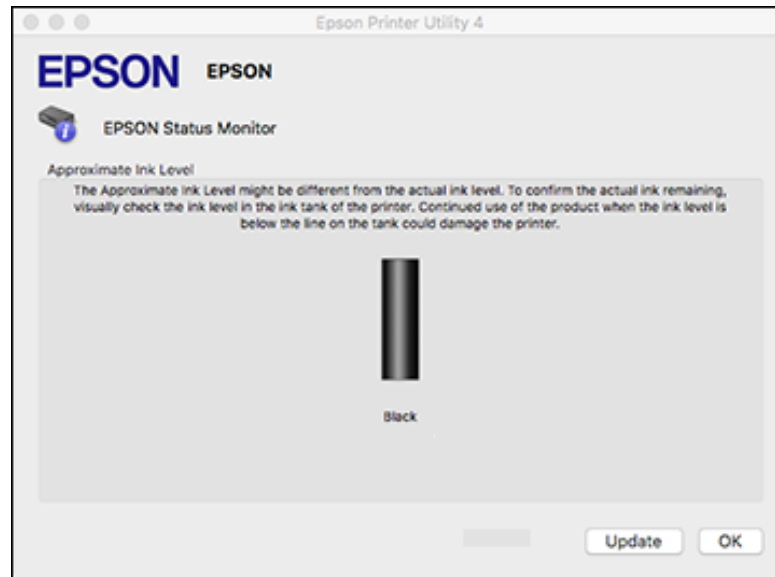 Epson Printer Utility 4
EPSON EPSON
EPSON Status Monitor
Approximate Ink Level
The Approximate Ink Level might be different from the actual ink level. To confirm the actual ink remaining,
visually check the ink level in the ink tank of the printer. Continued use of the product when the ink level is
below the line on the tank could damage the printer.
Black
Update OK